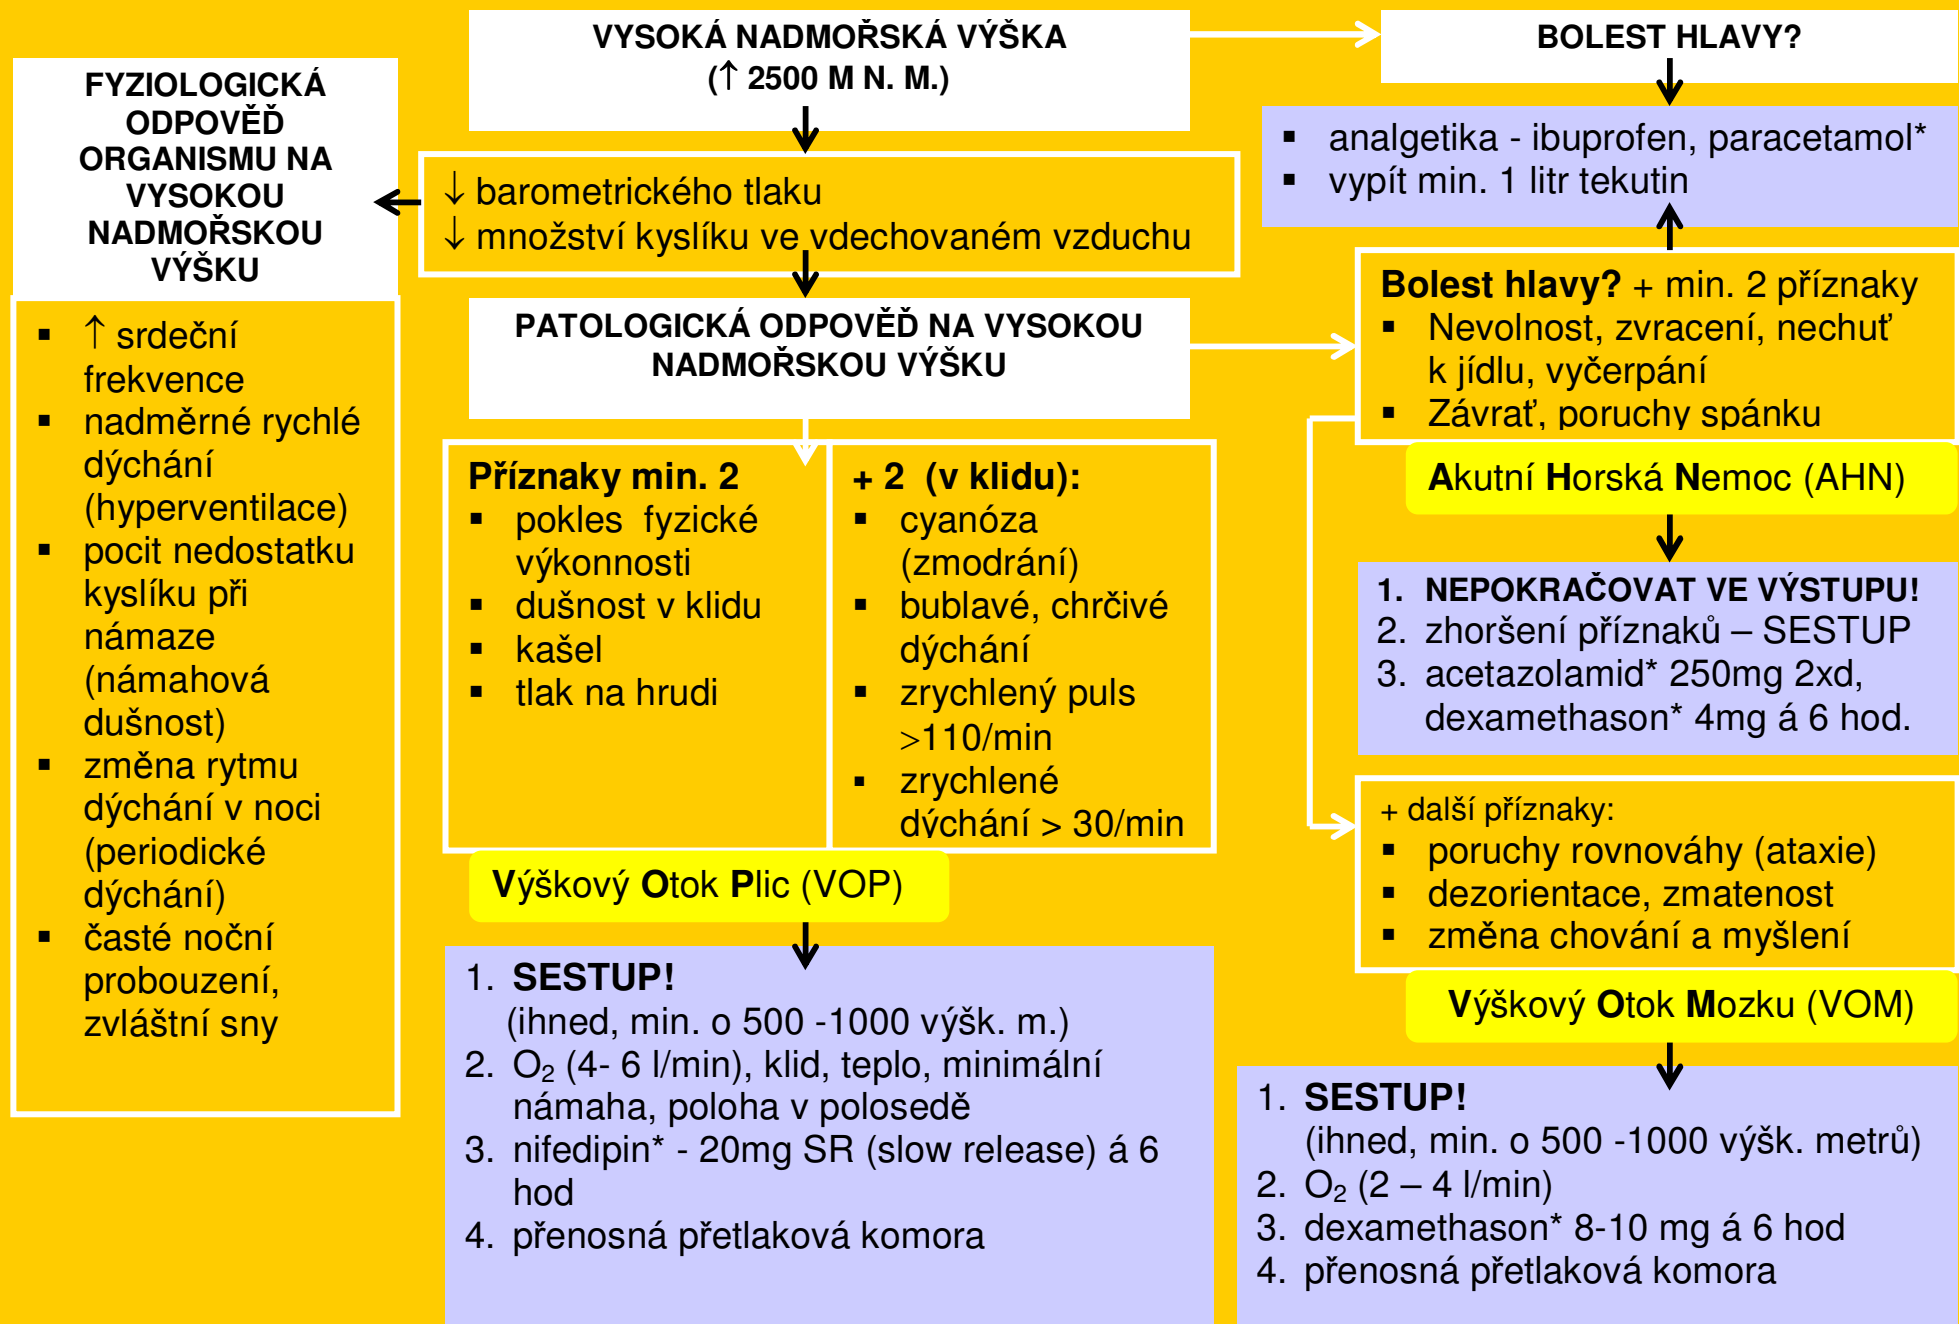 VYSOKÁ NADMOŘSKÁ VÝŠKA
(↑ 2500 M N. M.)
BOLEST HLAVY?
▪ analgetika - ibuprofen, paracetamol*
▪ vypít min. 1 litr tekutin
FYZIOLOGICKÁ
ODPOVĚĎ
ORGANISMU NA
VYSOKOU
NADMOŘSKOU
VÝŠKU
▪ ↑ srdeční
frekvence
▪ nadměrné rychlé
dýchání
(hyperventilace)
▪ pocit nedostatku
kyslíku při
námaze
(námahová
dušnost)
▪ změna rytmu
dýchání v noci
(periodické
dýchání)
▪ časté noční
probouzení,
zvláštní sny
↓ barometrického tlaku
↓ množství kyslíku ve vdechovaném vzduchu
PATOLOGICKÁ ODPOVĚĎ NA VYSOKOU
NADMOŘSKOU VÝŠKU
Příznaky min. 2
▪ pokles fyzické
výkonnosti
▪ dušnost v klidu
▪ kašel
▪ tlak na hrudi
+ 2 (v klidu):
▪ cyanóza
(zmodrání)
▪ bublavé, chrčivé
dýchání
▪ zrychlený puls
>110/min
▪ zrychlené
dýchání > 30/min
Výškový Otok Plic (VOP)
1. SESTUP!
(ihned, min. o 500 -1000 výšk. m.)
2. O₂ (4- 6 l/min), klid, teplo, minimální
námaha, poloha v polosedě
3. nifedipin* - 20mg SR (slow release) á 6
hod
4. přenosná přetlaková komora
Bolest hlavy? + min. 2 příznaky
▪ Nevolnost, zvracení, nechuť
k jídlu, vyčerpání
▪ Závrať, poruchy spánku
Akutní Horská Nemoc (AHN)
1. NEPOKRAČOVAT VE VÝSTUPU!
2. zhoršení příznaků – SESTUP
3. acetazolamid* 250mg 2xd,
dexamethason* 4mg á 6 hod.
+ další příznaky:
▪ poruchy rovnováhy (ataxie)
▪ dezorientace, zmatenost
▪ změna chování a myšlení
Výškový Otok Mozku (VOM)
1. SESTUP!
(ihned, min. o 500 -1000 výšk. metrů)
2. O₂ (2 – 4 l/min)
3. dexamethason* 8-10 mg á 6 hod
4. přenosná přetlaková komora